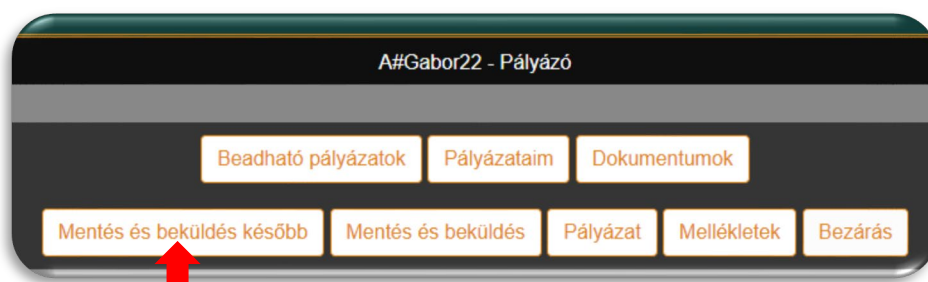 A#Gabor22 - Pályázó
Beadható pályázatok Pályázataim Dokumentumok
Mentés és beküldés később Mentés és beküldés Pályázat Mellékletek Bezárás